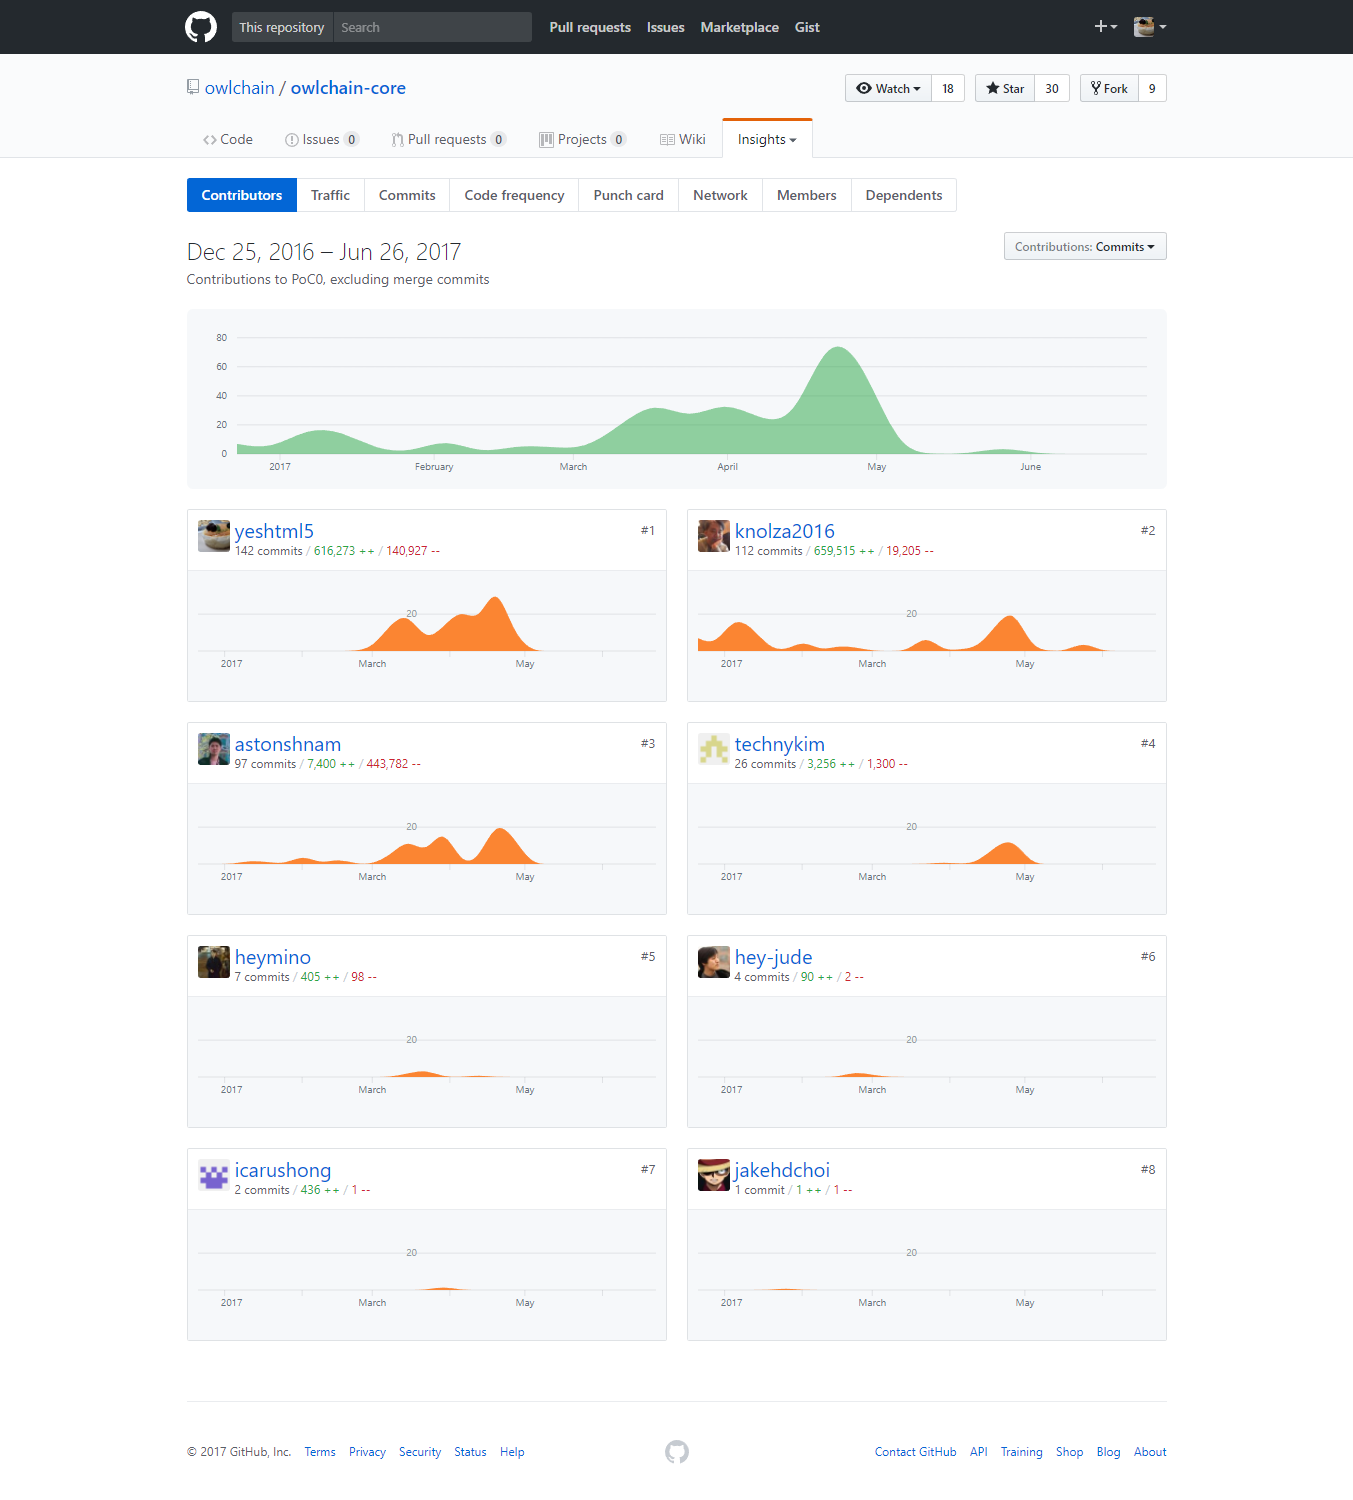 This repository Search Pull requests Issues Marketplace Gist
owlchain / owlchain-core Watch 18 Star 30 Fork 9
Code Issues 0 Pull requests 0 Projects 0 Wiki Insights
Contributors Traffic Commits Code frequency Punch card Network Members Dependents
Dec 25, 2016 – Jun 26, 2017 Contributions: Commits
Contributions to PoC0, excluding merge commits
80
60
40
20
0
2017 February March April May June
yeshtml5 #1
142 commits / 616,273 ++ / 140,927 --
20
2017 March May
knolza2016 #2
112 commits / 659,515 ++ / 19,205 --
20
2017 March May
astonshnam #3
97 commits / 7,400 ++ / 443,782 --
20
2017 March May
technykim #4
26 commits / 3,256 ++ / 1,300 --
20
2017 March May
heymino #5
7 commits / 405 ++ / 98 --
20
2017 March May
hey-jude #6
4 commits / 90 ++ / 2 --
20
2017 March May
icarushong #7
2 commits / 436 ++ / 1 --
20
2017 March May
jakehdchoi #8
1 commit / 1 ++ / 1 --
20
2017 March May
© 2017 GitHub, Inc. Terms Privacy Security Status Help Contact GitHub API Training Shop Blog About